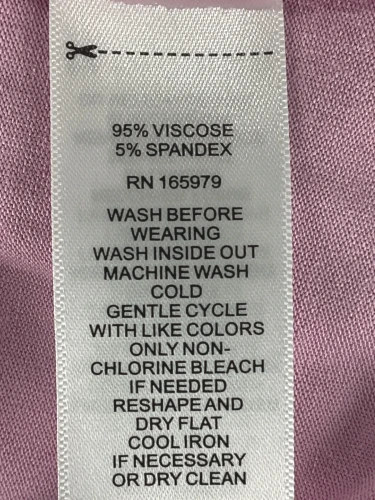 95% VISCOSE
5% SPANDEX
RN 165979
WASH BEFORE
WEARING
WASH INSIDE OUT
MACHINE WASH
COLD
GENTLE CYCLE
WITH LIKE COLORS
ONLY NON-
CHLORINE BLEACH
IF NEEDED
RESHAPE AND
DRY FLAT
COOL IRON
IF NECESSARY
OR DRY CLEAN